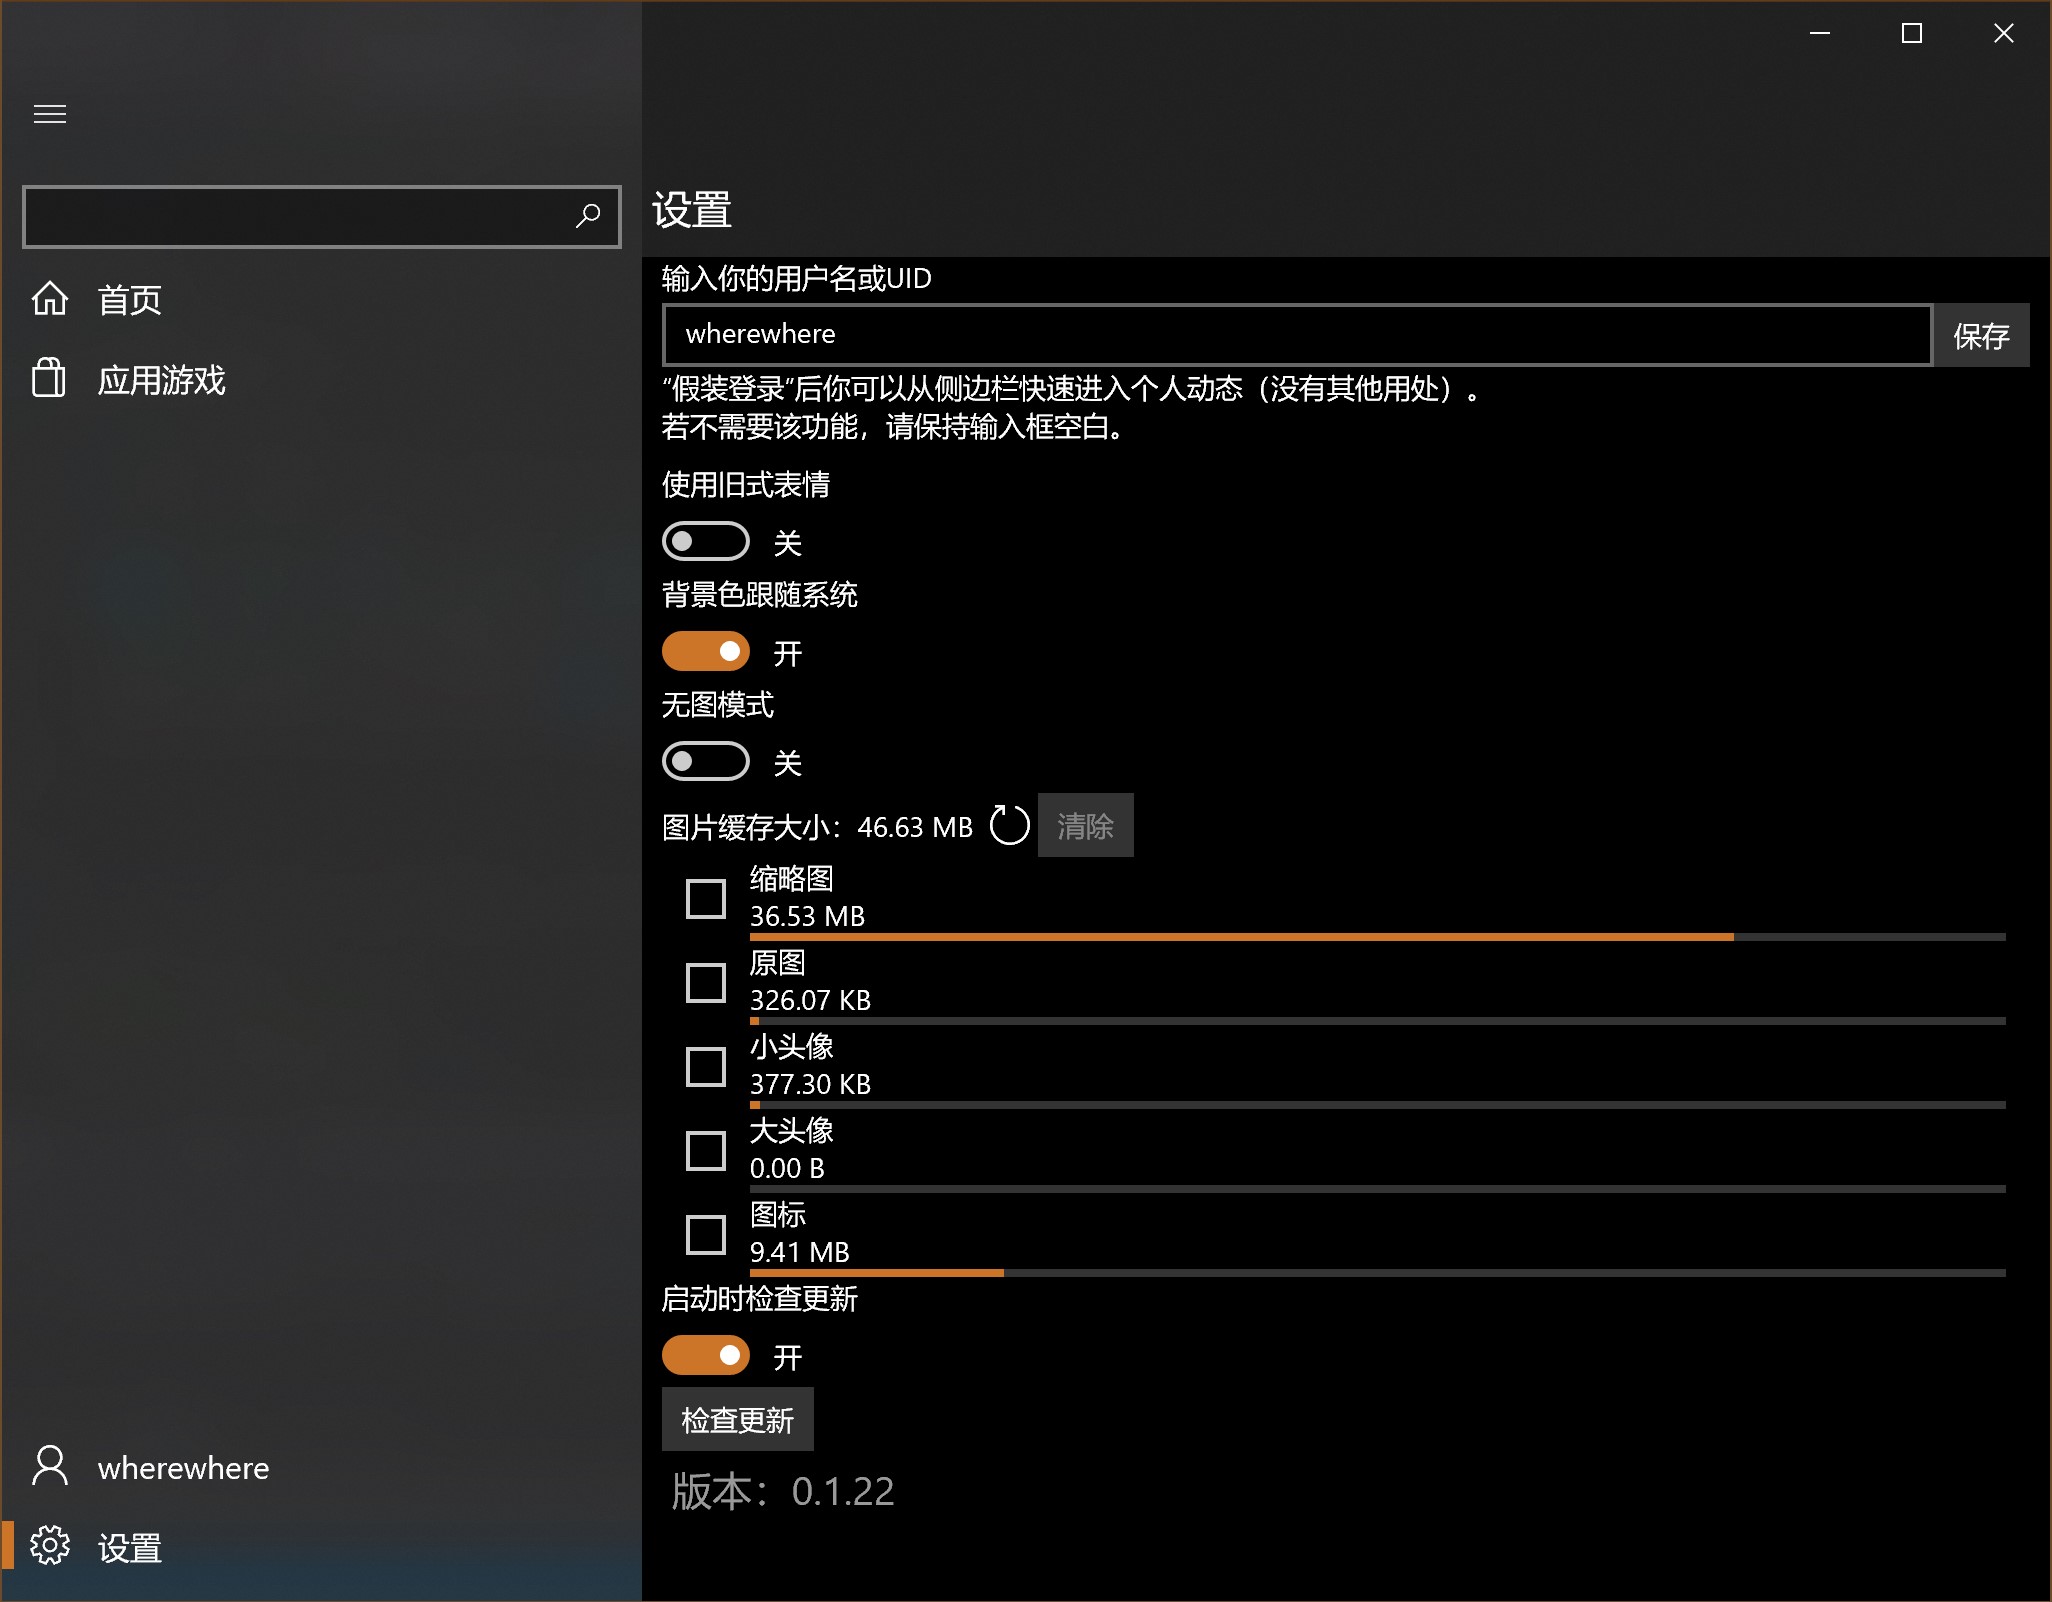 首页
应用游戏
wherewhere
设置
设置
输入你的用户名或UID
wherewhere
保存
“假装登录”后你可以从侧边栏快速进入个人动态（没有其他用处）。
若不需要该功能，请保持输入框空白。
使用旧式表情
关
背景色跟随系统
开
无图模式
关
图片缓存大小：46.63 MB
清除
缩略图
36.53 MB
原图
326.07 KB
小头像
377.30 KB
大头像
0.00 B
图标
9.41 MB
启动时检查更新
开
检查更新
版本：0.1.22